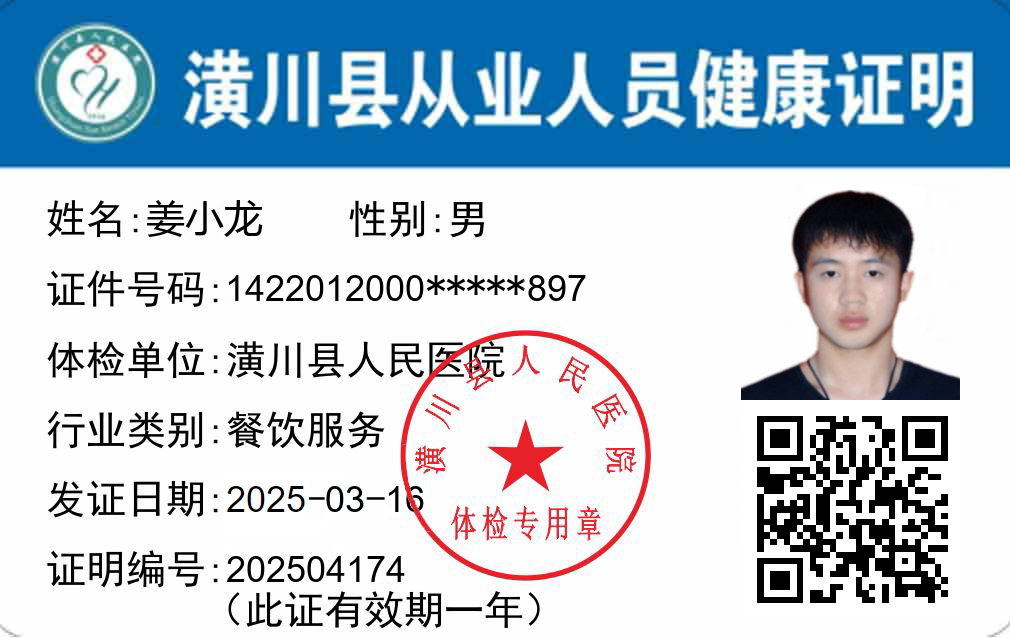 潢川县从业人员健康证明
姓名:姜小龙 性别:男
证件号码:1422012000*****897
体检单位:潢川县人民医院
行业类别:餐饮服务
发证日期:2025-03-16
证明编号:202504174
（此证有效期一年）
潢川县人民医院
体检专用章